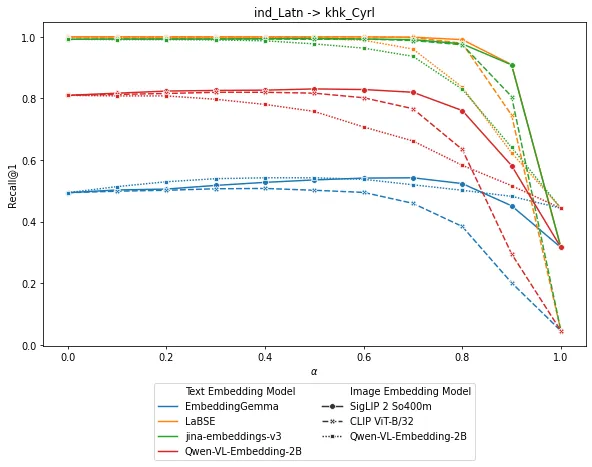 ind_Latn -> khk_Cyrl
Recall@1
1.0
0.8
0.6
0.4
0.2
0.0
0.0 0.2 0.4 0.6 0.8 1.0
α
Text Embedding Model
EmbeddingGemma
LaBSE
jina-embeddings-v3
Qwen-VL-Embedding-2B
Image Embedding Model
SigLIP 2 So400m
CLIP ViT-B/32
Qwen-VL-Embedding-2B